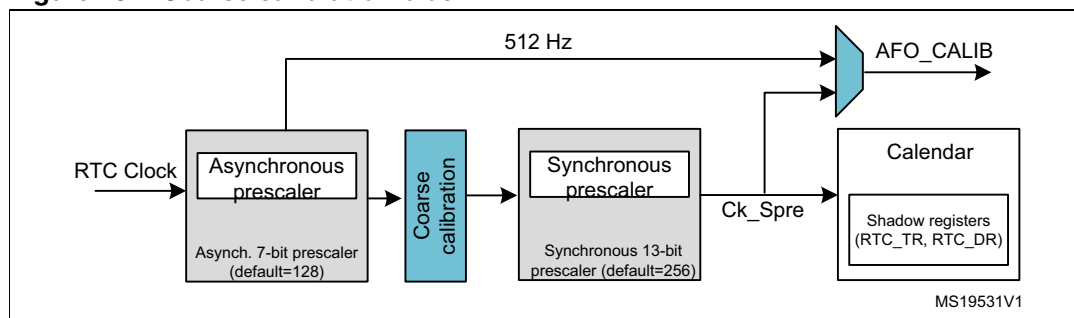 512 Hz
AFO_CALIB
RTC Clock
Asynchronous
prescaler
Asynch. 7-bit prescaler
(default=128)
Coarse
calibration
Synchronous
prescaler
Synchronous 13-bit
prescaler (default=256)
Ck_Spre
Calendar
Shadow registers
(RTC_TR, RTC_DR)
MS19531V1